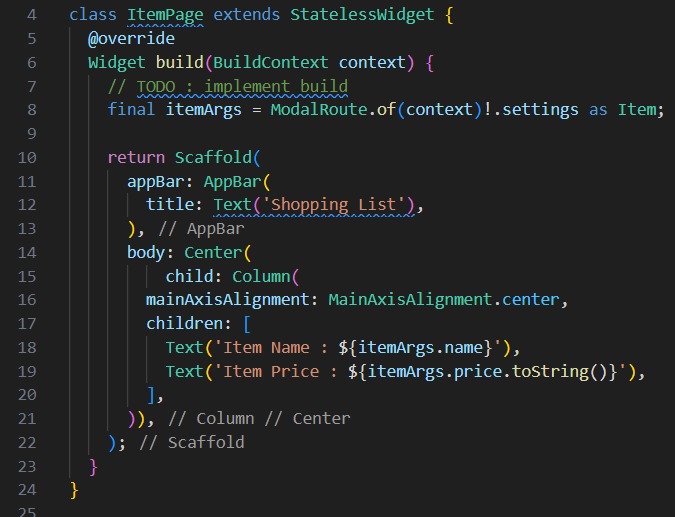 4 class ItemPage extends StatelessWidget {
5   @override
6   Widget build(BuildContext context) {
7     // TODO : implement build
8     final itemArgs = ModalRoute.of(context)!.settings as Item;
9
10     return Scaffold(
11       appBar: AppBar(
12         title: Text('Shopping List'),
13       ), // AppBar
14       body: Center(
15           child: Column(
16         mainAxisAlignment: MainAxisAlignment.center,
17         children: [
18           Text('Item Name : ${itemArgs.name}'),
19           Text('Item Price : ${itemArgs.price.toString()}'),
20         ],
21       )), // Column // Center
22     ); // Scaffold
23   }
24 }
25